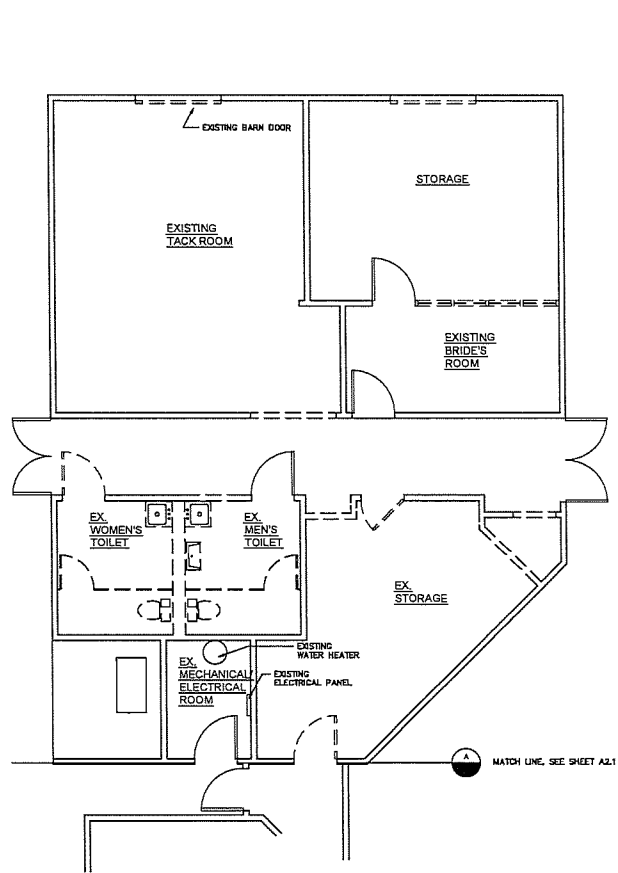 EXISTING BARN DOOR
STORAGE
EXISTING
TACK ROOM
EXISTING
BRIDE'S
ROOM
EX.
WOMEN'S
TOILET
EX.
MEN'S
TOILET
EX.
STORAGE
EXISTING
WATER HEATER
EX.
MECHANICAL/
ELECTRICAL
ROOM
EXISTING
ELECTRICAL PANEL
A
MATCH LINE, SEE SHEET A2.1